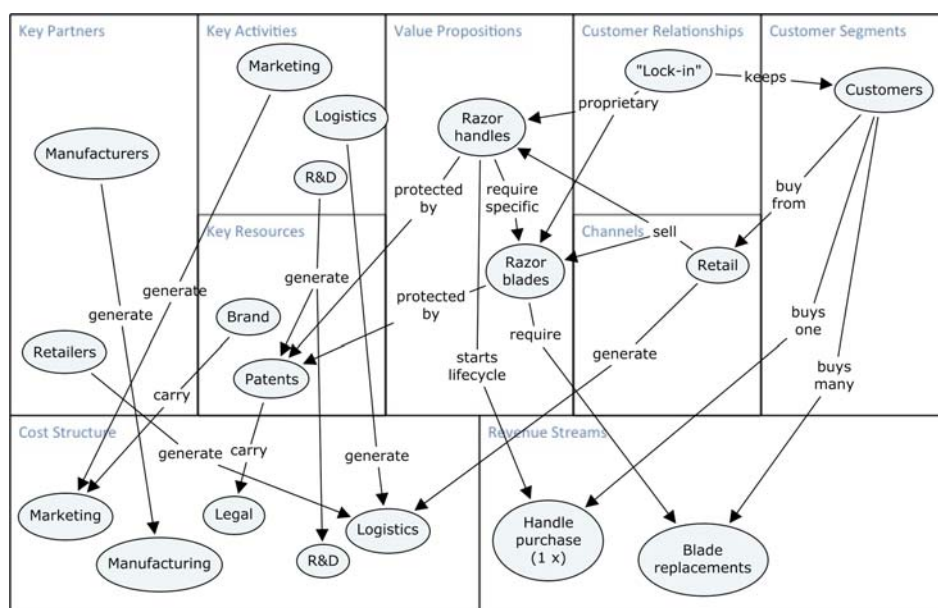 Key Partners
Key Activities
Value Propositions
Customer Relationships
Customer Segments
Marketing
"Lock-in"
keeps
Customers
proprietary
Logistics
Razor
handles
Manufacturers
R&D
protected
by
require
specific
buy
from
Key Resources
Channels
sell
Razor
blades
Retail
generate
generate
generate
Brand
protected
by
require
buys
one
Retailers
Patents
starts
lifecycle
generate
buys
many
carry
Cost Structure
Revenue Streams
generate
carry
generate
Marketing
Legal
Logistics
Handle
purchase
(1 x)
Manufacturing
R&D
Blade
replacements